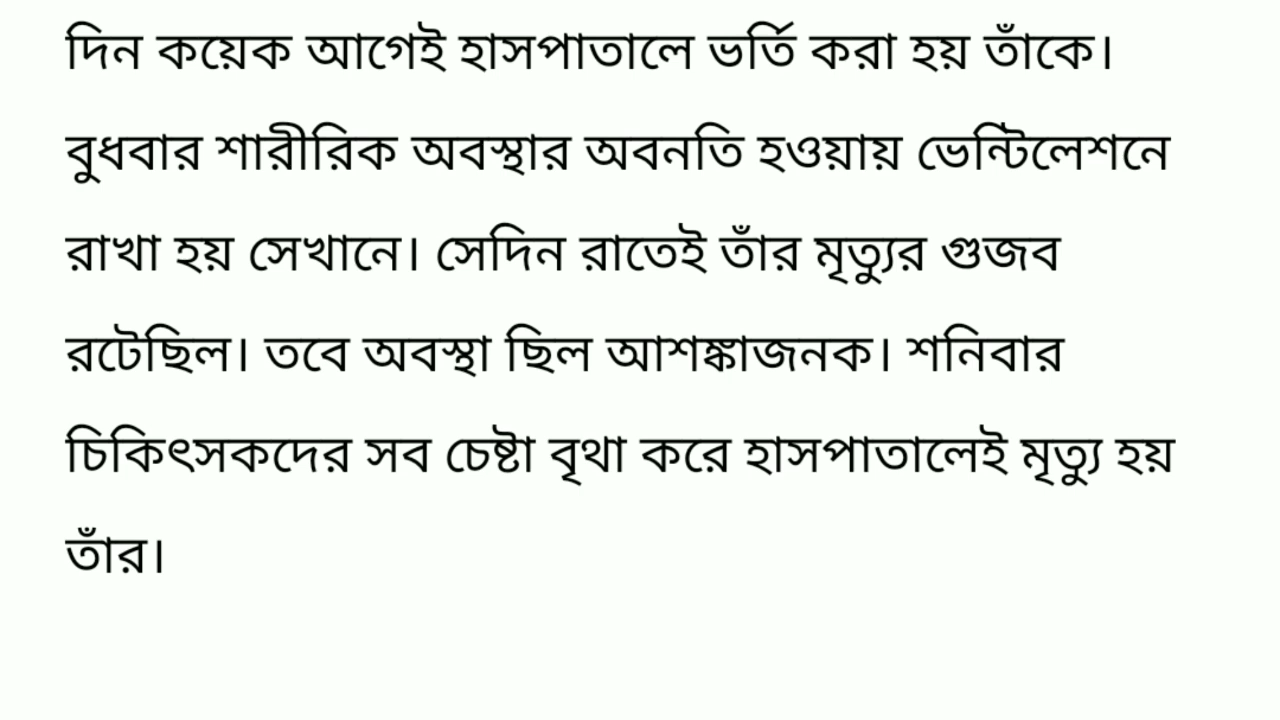 দিন কয়েক আগেই হাসপাতালে ভর্তি করা হয় তাঁকে।
বুধবার শারীরিক অবস্থার অবনতি হওয়ায় ভেন্টিলেশনে
রাখা হয় সেখানে। সেদিন রাতেই তাঁর মৃত্যুর গুজব
রটেছিল। তবে অবস্থা ছিল আশঙ্কাজনক। শনিবার
চিকিৎসকদের সব চেষ্টা বৃথা করে হাসপাতালেই মৃত্যু হয়
তাঁর।